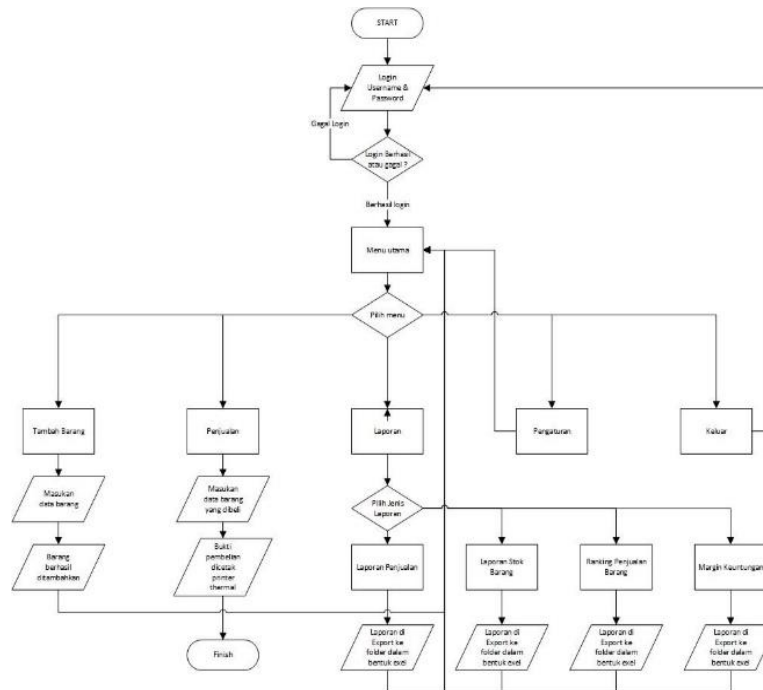 START
Login
Username &
Password
Gagal Login
Login Berhasil
atau gagal ?
Berhasil login
Menu utama
Pilih menu
Tambah Barang
Penjualan
Laporan
Pengaturan
Keluar
Masukan
data barang
Masukan
data barang
yang dibeli
Pilih Jenis
Laporan
Barang
berhasil
ditambahkan
Bukti
pembelian
dicetak
printer
thermal
Laporan Penjualan
Laporan Stok
Barang
Ranking Penjualan
Barang
Margin Keuntungan
Finish
Laporan di
Export ke
folder dalam
bentuk exel
Laporan di
Export ke
folder dalam
bentuk exel
Laporan di
Export ke
folder dalam
bentuk exel
Laporan di
Export ke
folder dalam
bentuk exel